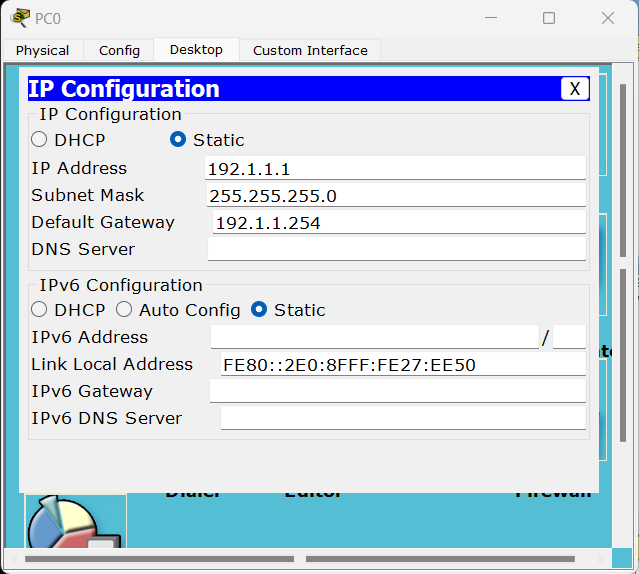 PC0
Physical Config Desktop Custom Interface
IP Configuration X
IP Configuration
DHCP Static
IP Address 192.1.1.1
Subnet Mask 255.255.255.0
Default Gateway 192.1.1.254
DNS Server
IPv6 Configuration
DHCP Auto Config Static
IPv6 Address /
Link Local Address FE80::2E0:8FFF:FE27:EE50
IPv6 Gateway
IPv6 DNS Server
Dialer Editor Firewall